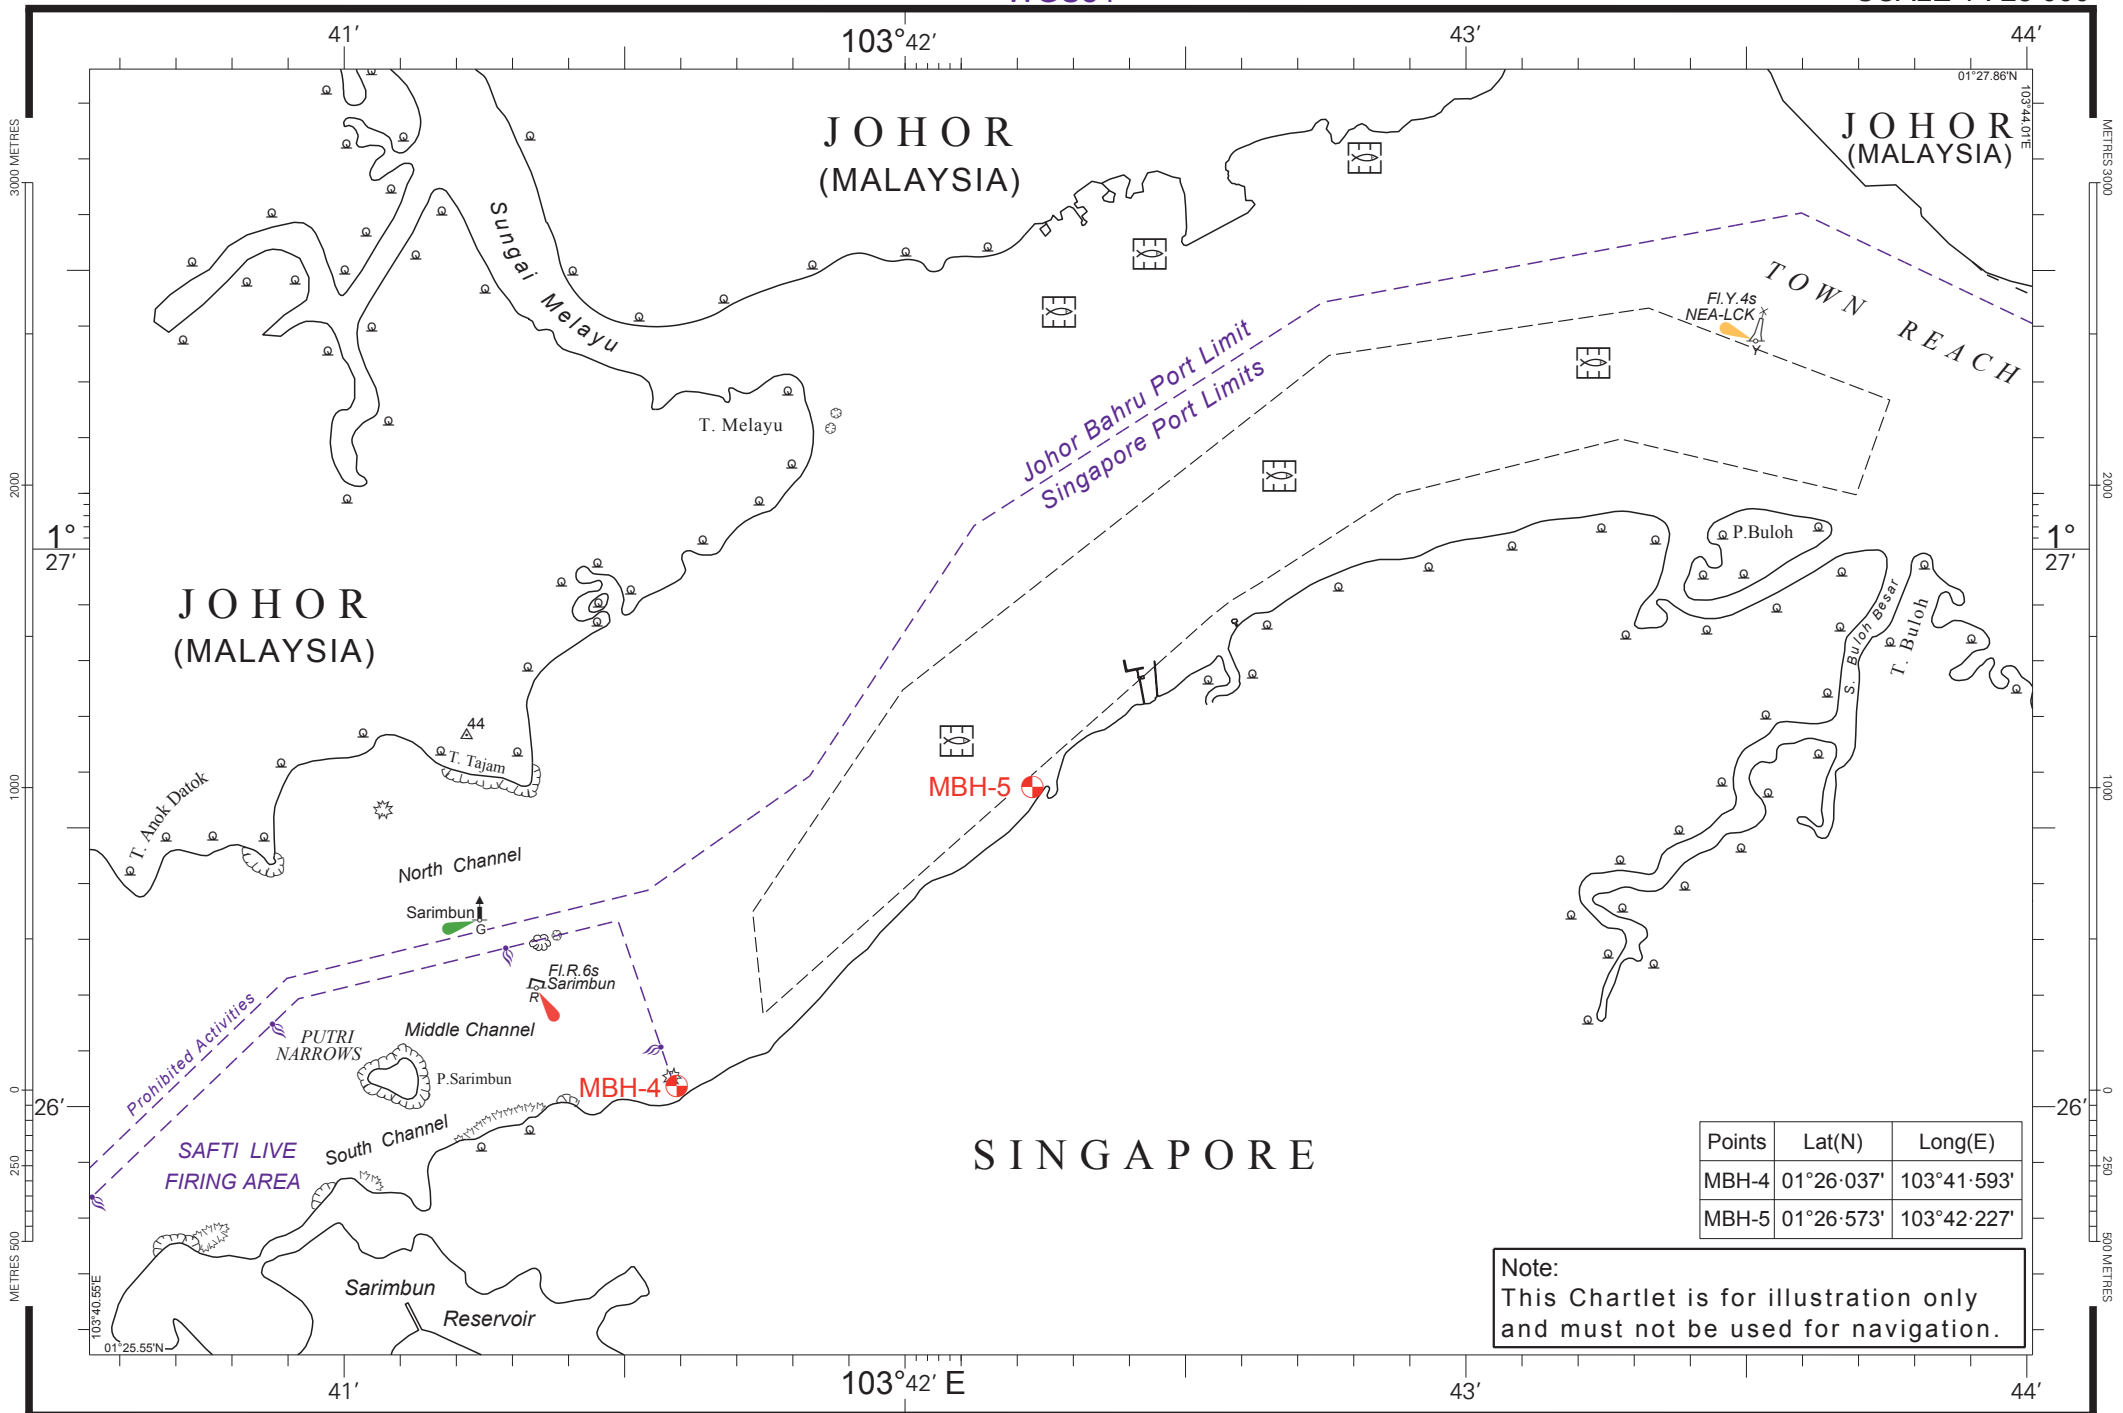 41′
103°42′
43′
44′
01°27.86'N
103°44.01'E
JOHOR
(MALAYSIA)
JOHOR
(MALAYSIA)
3000 METRES
METRES 3000
Sungai Melayu
TOWN REACH
Fl.Y.4s
NEA-LCK
Y
Johor Bahru Port Limit
Singapore Port Limits
T. Melayu
2000
2000
1°
27′
1°
27′
P.Buloh
S. Buloh Besar
T. Buloh
JOHOR
(MALAYSIA)
44
T. Tajam
T. Anok Datok
1000
1000
MBH-5
North Channel
Sarimbun
G
Fl.R.6s
Sarimbun
R
Middle Channel
Prohibited Activities
PUTRI
NARROWS
P.Sarimbun
MBH-4
0
0
26′
26′
South Channel
SAFTI LIVE
FIRING AREA
SINGAPORE
250
250
Points Lat(N) Long(E)
MBH-4 01°26·037' 103°41·593'
MBH-5 01°26·573' 103°42·227'
METRES 500
500 METRES
Note:
This Chartlet is for illustration only
and must not be used for navigation.
Sarimbun
Reservoir
103°40.55'E
01°25.55'N
41′
103°42′ E
43′
44′